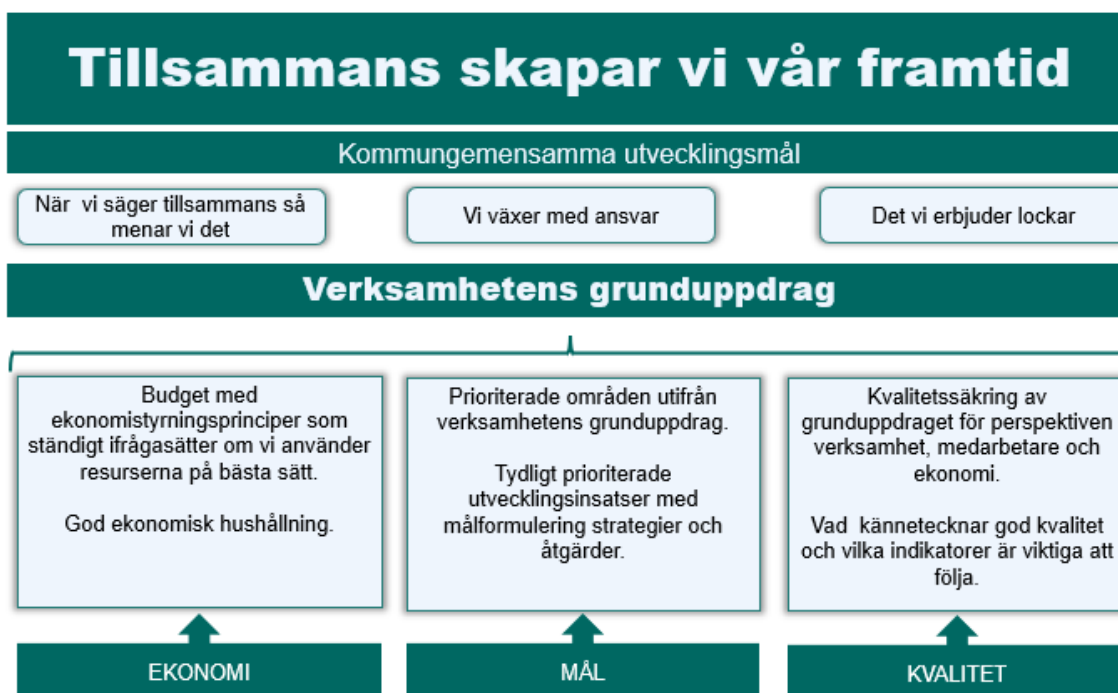 Tillsammans skapar vi vår framtid
Kommungemensamma utvecklingsmål
När vi säger tillsammans så
menar vi det
Vi växer med ansvar
Det vi erbjuder lockar
Verksamhetens grunduppdrag
Budget med
ekonomistyrningsprinciper som
ständigt ifrågasätter om vi använder
resurserna på bästa sätt.
God ekonomisk hushållning.
Prioriterade områden utifrån
verksamhetens grunduppdrag.
Tydligt prioriterade
utvecklingsinsatser med
målformulering strategier och
åtgärder.
Kvalitetssäkring av
grunduppdraget för perspektiven
verksamhet, medarbetare och
ekonomi.
Vad kännetecknar god kvalitet
och vilka indikatorer är viktiga att
följa.
EKONOMI
MÅL
KVALITET